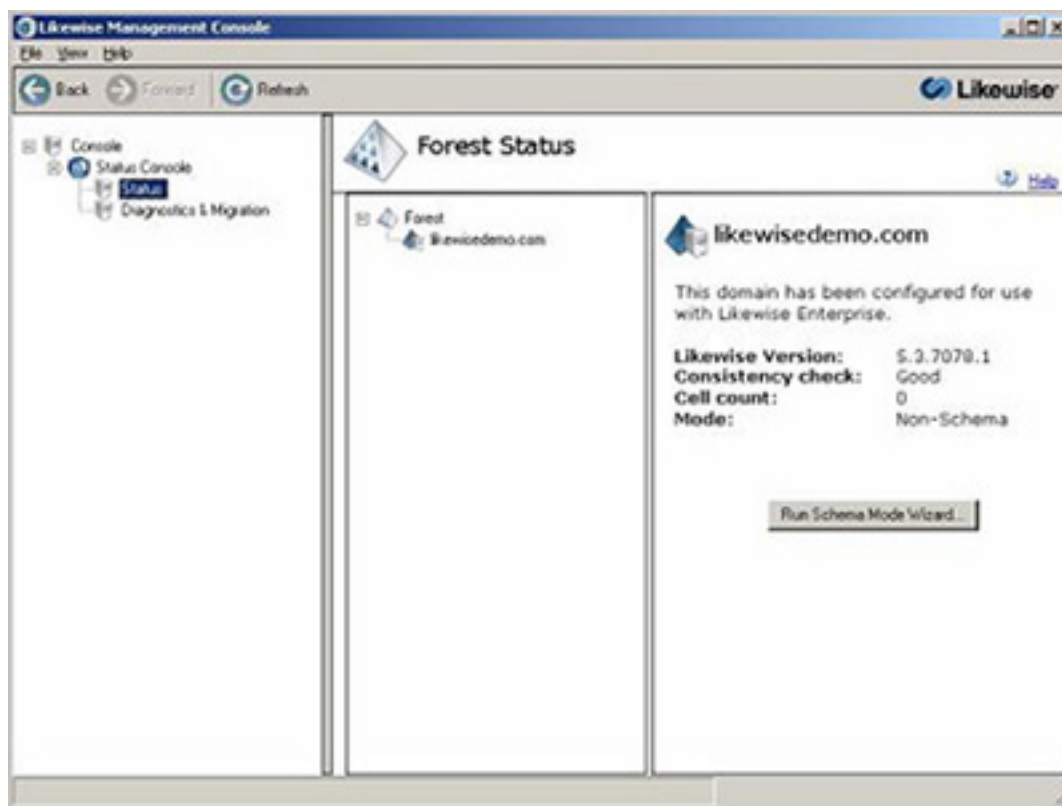 Likewise Management Console
File View Help
Back Forward Refresh
Likewise
Console
Status Console
Status
Diagnostics & Migration
Forest Status
Help
Forest
likewisedemo.com
likewisedemo.com
This domain has been configured for use
with Likewise Enterprise.
Likewise Version: 5.3.7078.1
Consistency check: Good
Cell count: 0
Mode: Non-Schema
Run Schema Mode Wizard...